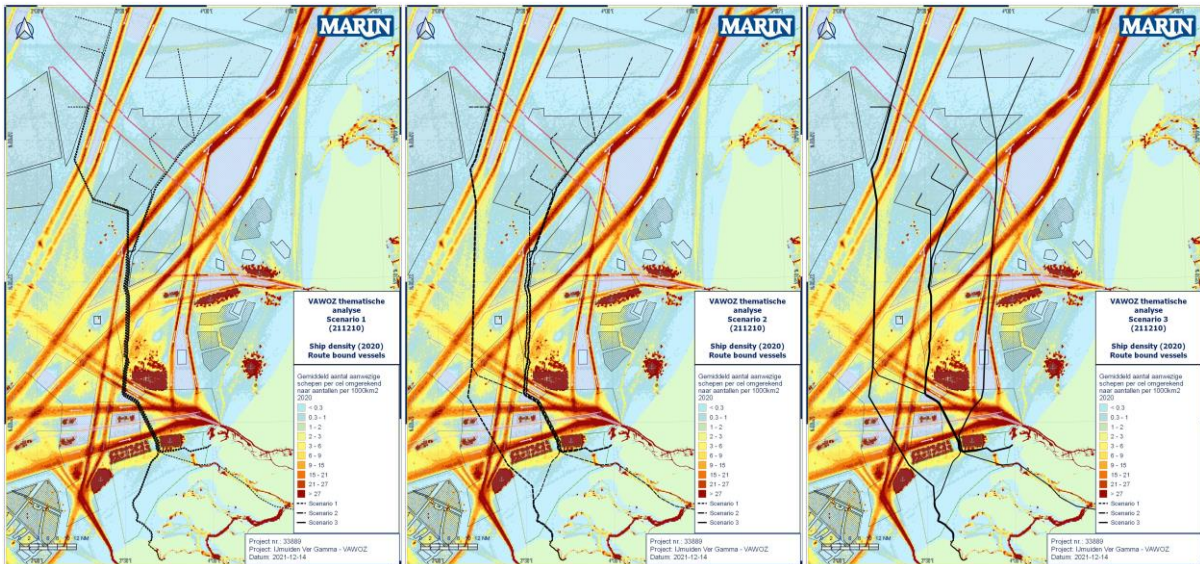 MARIN
VAWOZ thematische
analyse
Scenario 1
(211210)
Ship density (2020)
Route bound vessels
Gemiddeld aantal aanwezige
schepen per cel omgerekend
naar aantallen per 1000km2
2020
< 0.3
0.3 - 1
1 - 2
2 - 3
3 - 6
6 - 9
9 - 15
15 - 21
21 - 27
> 27
Scenario 1
Scenario 2
Scenario 3
Project nr.: 33889
Project: IJmuiden Ver Gamma - VAWOZ
Datum: 2021-12-14
MARIN
VAWOZ thematische
analyse
Scenario 2
(211210)
Ship density (2020)
Route bound vessels
Gemiddeld aantal aanwezige
schepen per cel omgerekend
naar aantallen per 1000km2
2020
< 0.3
0.3 - 1
1 - 2
2 - 3
3 - 6
6 - 9
9 - 15
15 - 21
21 - 27
> 27
Scenario 1
Scenario 2
Scenario 3
Project nr.: 33889
Project: IJmuiden Ver Gamma - VAWOZ
Datum: 2021-12-14
MARIN
VAWOZ thematische
analyse
Scenario 3
(211210)
Ship density (2020)
Route bound vessels
Gemiddeld aantal aanwezige
schepen per cel omgerekend
naar aantallen per 1000km2
2020
< 0.3
0.3 - 1
1 - 2
2 - 3
3 - 6
6 - 9
9 - 15
15 - 21
21 - 27
> 27
Scenario 1
Scenario 2
Scenario 3
Project nr.: 33889
Project: IJmuiden Ver Gamma - VAWOZ
Datum: 2021-12-14